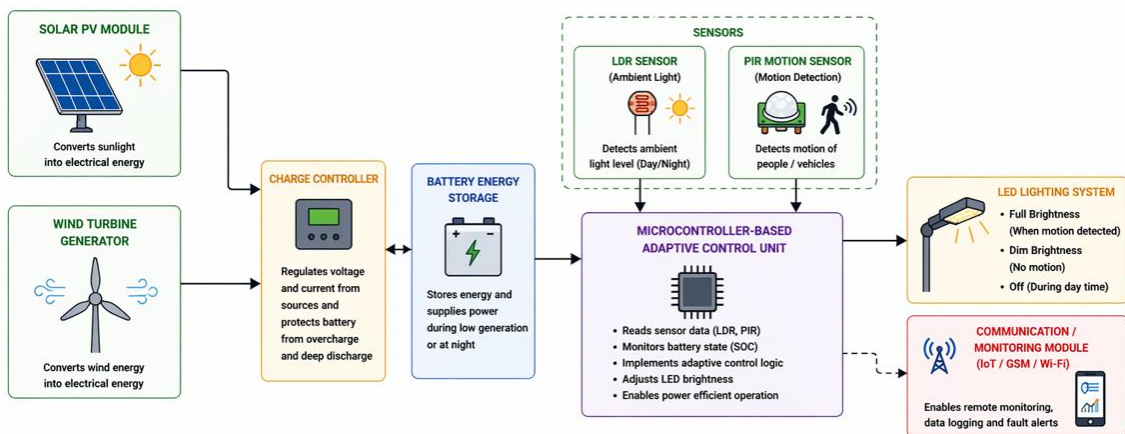 SOLAR PV MODULE
Converts sunlight
into electrical energy
WIND TURBINE
GENERATOR
Converts wind energy
into electrical energy
CHARGE CONTROLLER
Regulates voltage
and current from
sources and
protects battery
from overcharge
and deep discharge
BATTERY ENERGY
STORAGE
+ −
Stores energy and
supplies power
during low generation
or at night
SENSORS
LDR SENSOR
(Ambient Light)
Detects ambient
light level (Day/Night)
PIR MOTION SENSOR
(Motion Detection)
Detects motion of
people / vehicles
MICROCONTROLLER-BASED
ADAPTIVE CONTROL UNIT
• Reads sensor data (LDR, PIR)
• Monitors battery state (SOC)
• Implements adaptive control logic
• Adjusts LED brightness
• Enables power efficient operation
LED LIGHTING SYSTEM
• Full Brightness
(When motion detected)
• Dim Brightness
(No motion)
• Off (During day time)
COMMUNICATION /
MONITORING MODULE
(IoT / GSM / Wi-Fi)
Enables remote monitoring,
data logging and fault alerts